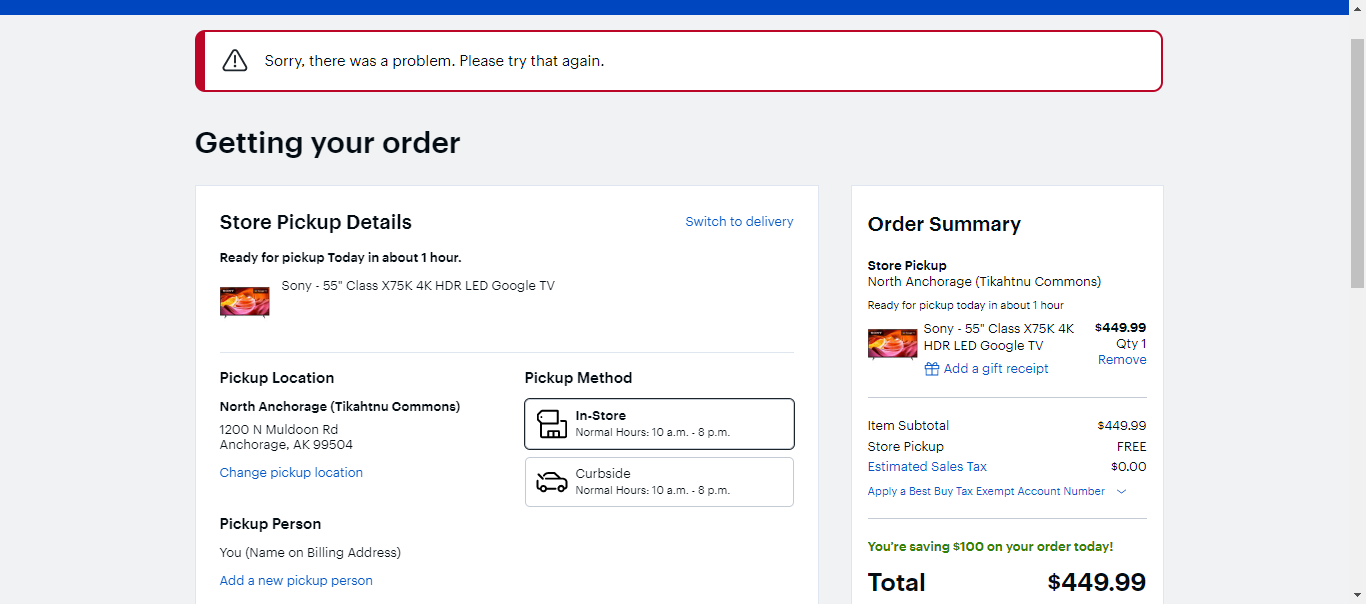 Sorry, there was a problem. Please try that again.
Getting your order
Store Pickup Details
Switch to delivery
Ready for pickup Today in about 1 hour.
Sony - 55" Class X75K 4K HDR LED Google TV
Pickup Location
North Anchorage (Tikahtnu Commons)
1200 N Muldoon Rd
Anchorage, AK 99504
Change pickup location
Pickup Method
In-Store
Normal Hours: 10 a.m. - 8 p.m.
Curbside
Normal Hours: 10 a.m. - 8 p.m.
Pickup Person
You (Name on Billing Address)
Add a new pickup person
Order Summary
Store Pickup
North Anchorage (Tikahtnu Commons)
Ready for pickup today in about 1 hour
Sony - 55" Class X75K 4K $449.99
HDR LED Google TV Qty 1
Remove
Add a gift receipt
Item Subtotal $449.99
Store Pickup FREE
Estimated Sales Tax $0.00
Apply a Best Buy Tax Exempt Account Number
You're saving $100 on your order today!
Total $449.99